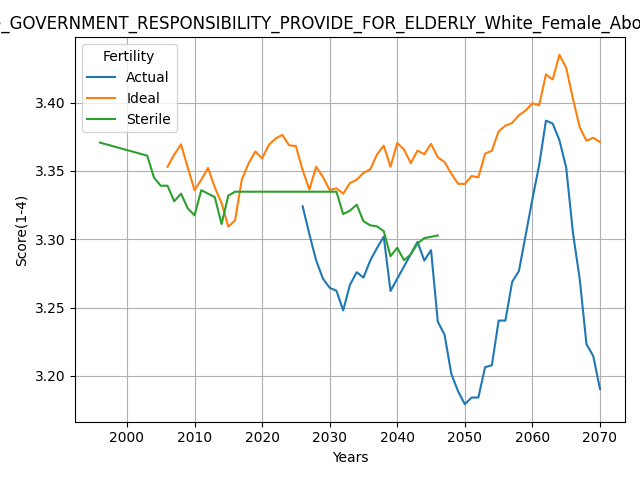 _GOVERNMENT_RESPONSIBILITY_PROVIDE_FOR_ELDERLY_White_Female_Abo
Fertility
Actual
Ideal
Sterile
Score(1-4)
3.40
3.35
3.30
3.25
3.20
2000 2010 2020 2030 2040 2050 2060 2070
Years